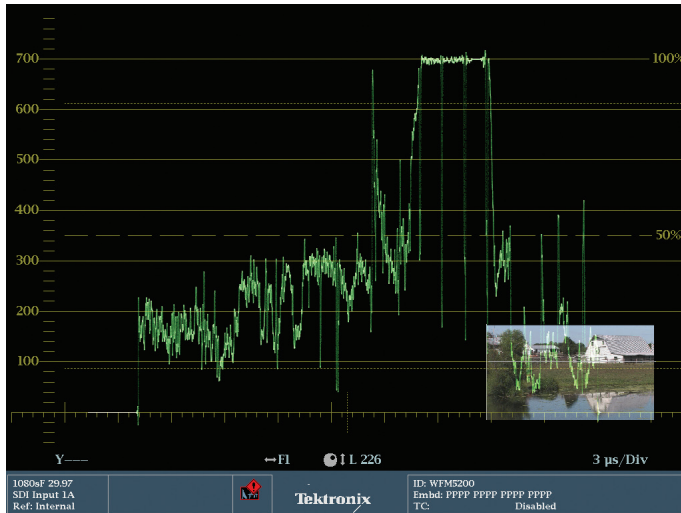 700
100%
600
500
400
50%
300
200
100
Y---
F1
L 226
3 µs/Div
1080sF 29.97
SDI Input 1A
Ref: Internal
Tektronix
ID: WFM5200
Embd: PPPP PPPP PPPP PPPP
TC: Disabled